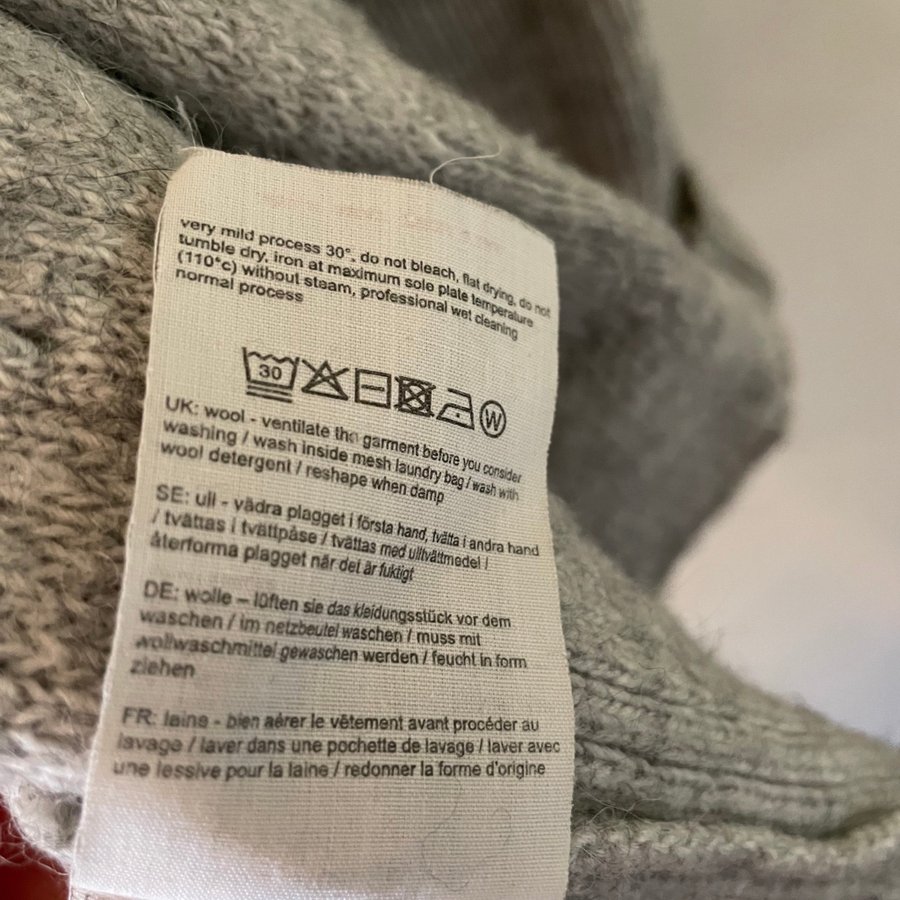 very mild process 30°, do not bleach, flat drying, do not
tumble dry, iron at maximum sole plate temperature
(110°c) without steam, professional wet cleaning
normal process
30 W
UK: wool - ventilate the garment before you consider
washing / wash inside mesh laundry bag / wash with
wool detergent / reshape when damp
SE: ull - vädra plagget i första hand, tvätta i andra hand
/ tvättas i tvättpåse / tvättas med ulltvättmedel /
återforma plagget när det är fuktigt
DE: wolle – lüften sie das kleidungsstück vor dem
waschen / im netzbeutel waschen / muss mit
wollwaschmittel gewaschen werden / feucht in form
ziehen
FR: laine - bien aérer le vêtement avant procéder au
lavage / laver dans une pochette de lavage / laver avec
une lessive pour la laine / redonner la forme d'origine